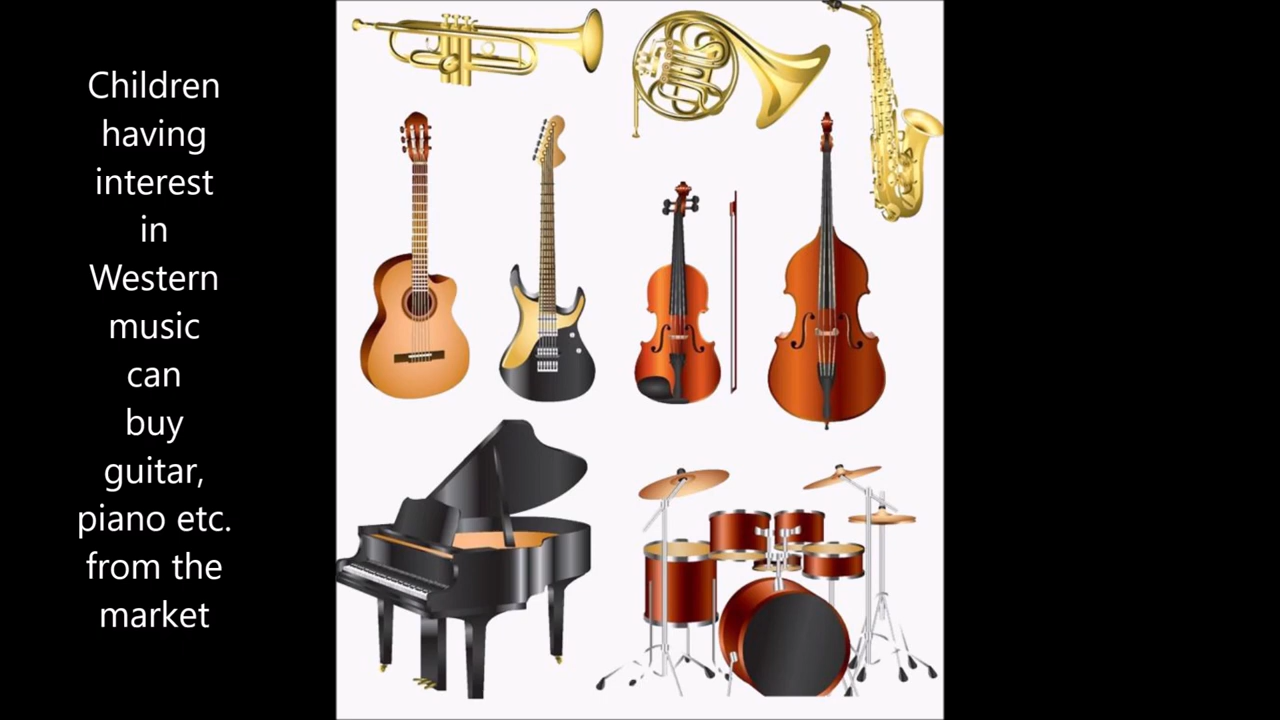 Children
having
interest
in
Western
music
can
buy
guitar,
piano etc.
from the
market